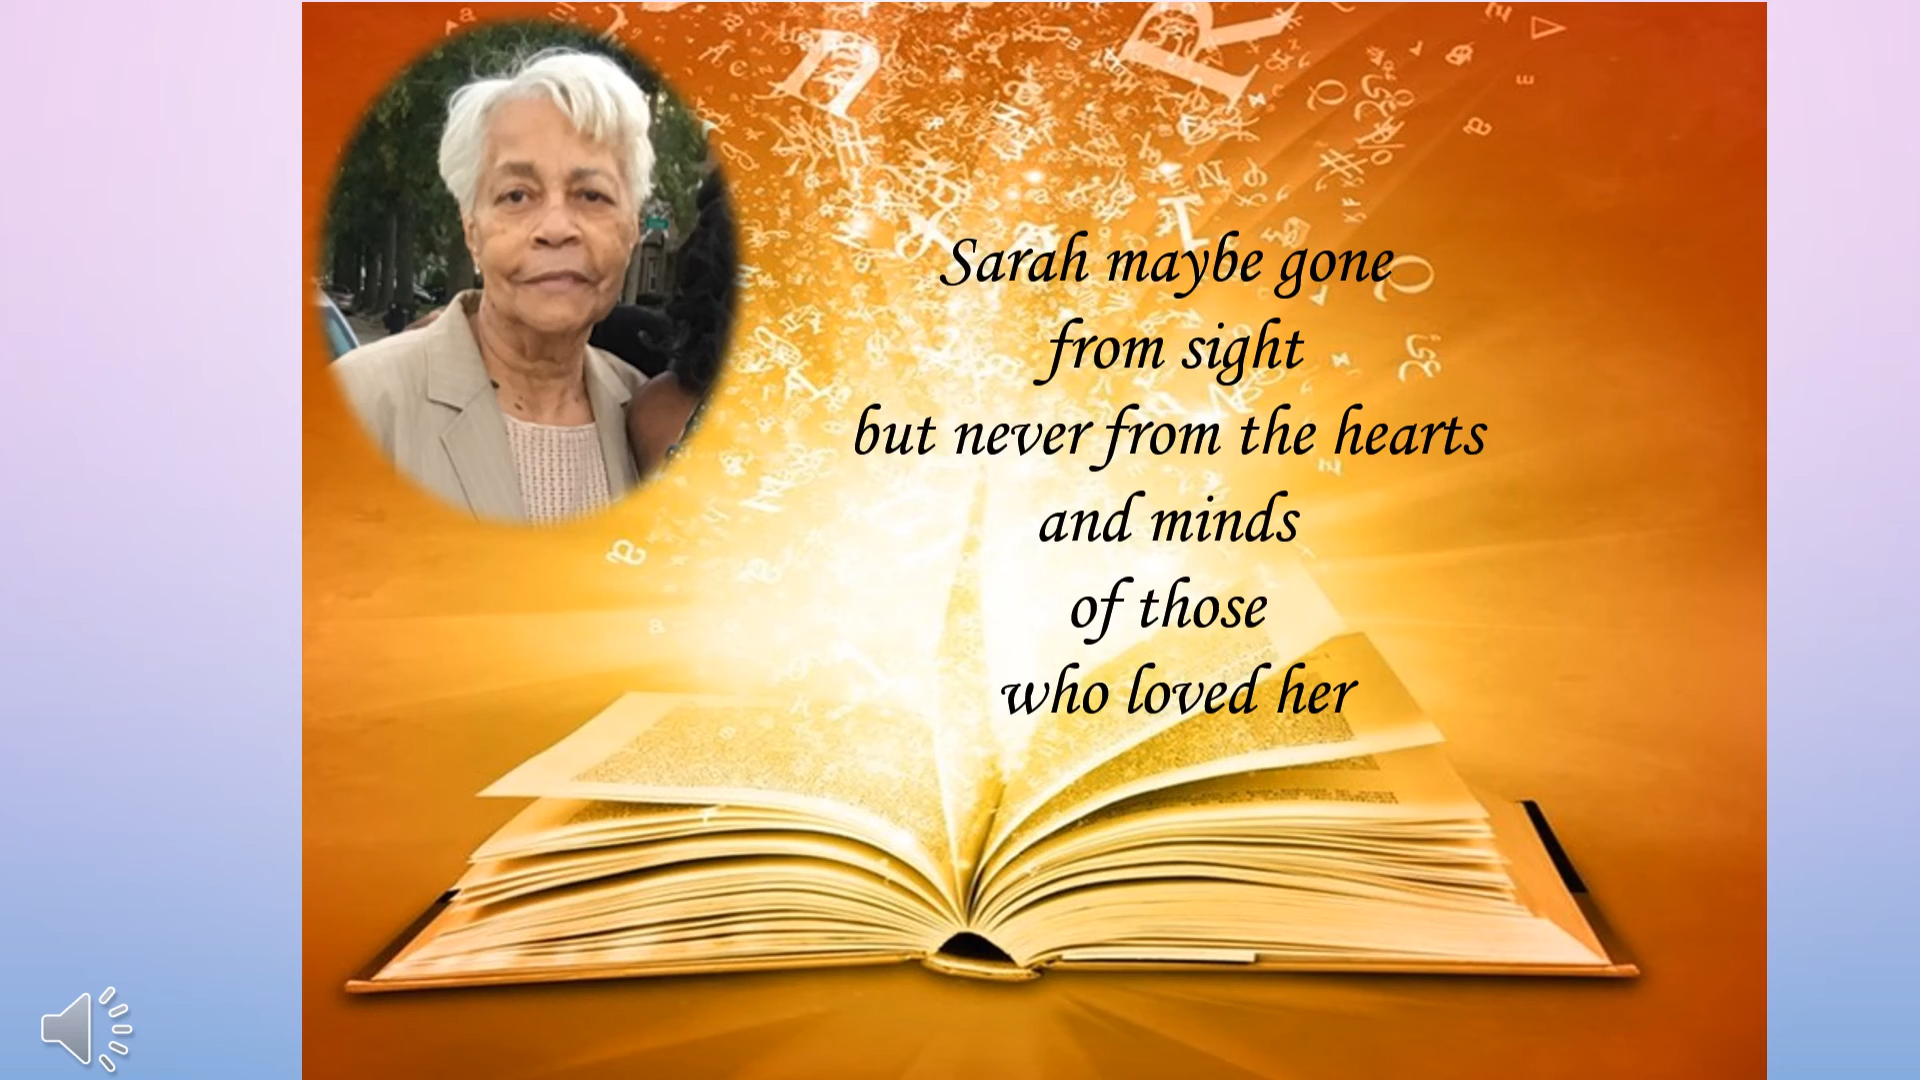 Sarah maybe gone
from sight
but never from the hearts
and minds
of those
who loved her